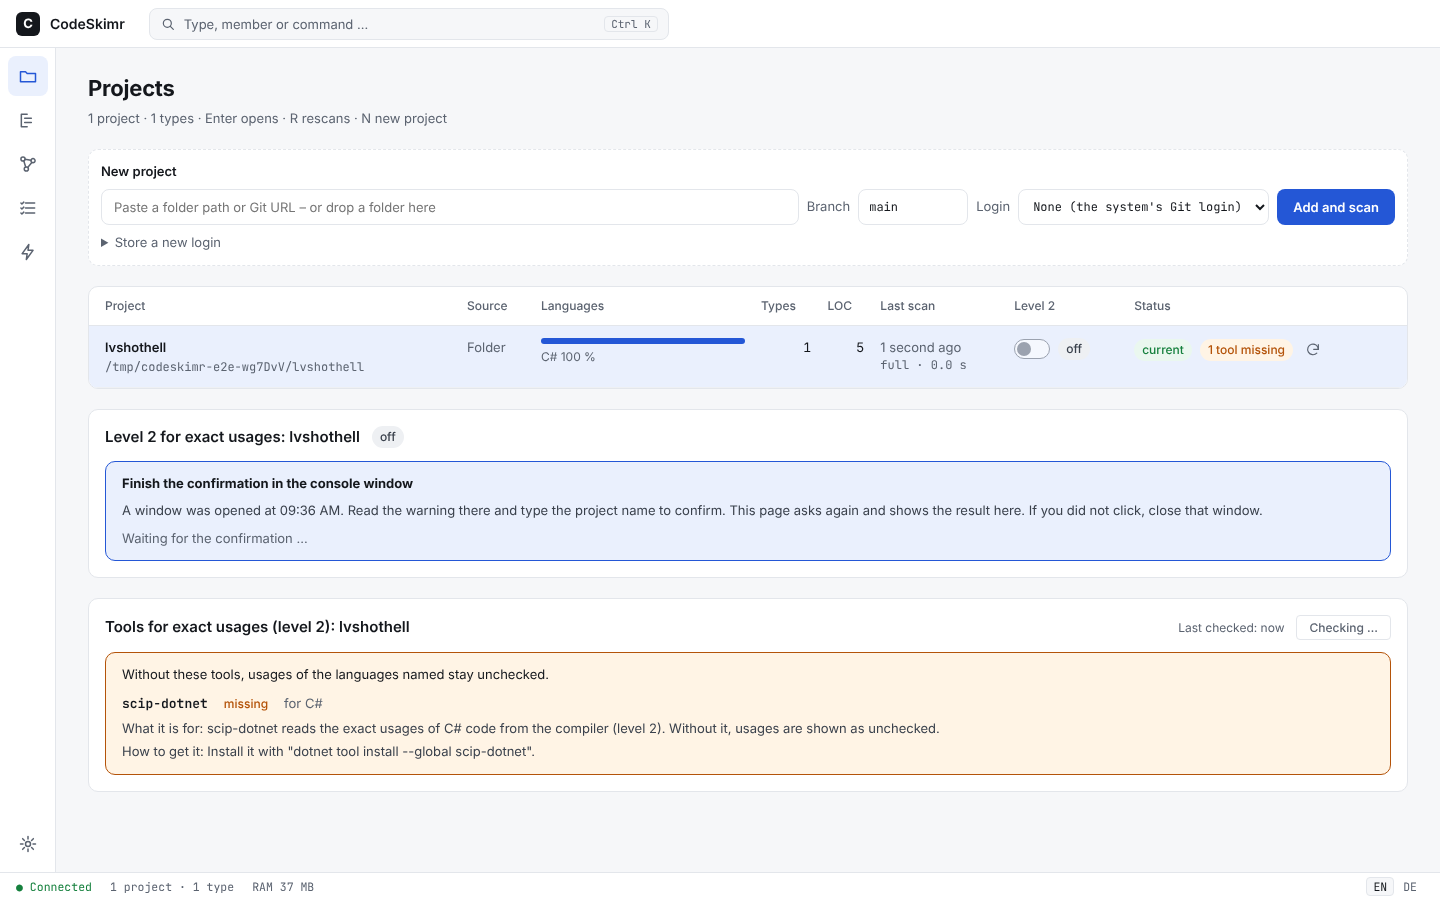 C CodeSkimr
Type, member or command ...
Ctrl K
Projects
1 project · 1 types · Enter opens · R rescans · N new project
New project
Paste a folder path or Git URL – or drop a folder here
Branch
main
Login
None (the system's Git login)
Add and scan
Store a new login
Project Source Languages Types LOC Last scan Level 2 Status
lvshothell Folder 1 5 1 second ago off current 1 tool missing
/tmp/codeskimr-e2e-wg7DvV/lvshothell C# 100 % full · 0.0 s
Level 2 for exact usages: lvshothell off
Finish the confirmation in the console window
A window was opened at 09:36 AM. Read the warning there and type the project name to confirm. This page asks again and shows the result here. If you did not click, close that window.
Waiting for the confirmation ...
Tools for exact usages (level 2): lvshothell
Last checked: now
Checking ...
Without these tools, usages of the languages named stay unchecked.
scip-dotnet missing for C#
What it is for: scip-dotnet reads the exact usages of C# code from the compiler (level 2). Without it, usages are shown as unchecked.
How to get it: Install it with "dotnet tool install --global scip-dotnet".
Connected 1 project · 1 type RAM 37 MB
EN DE